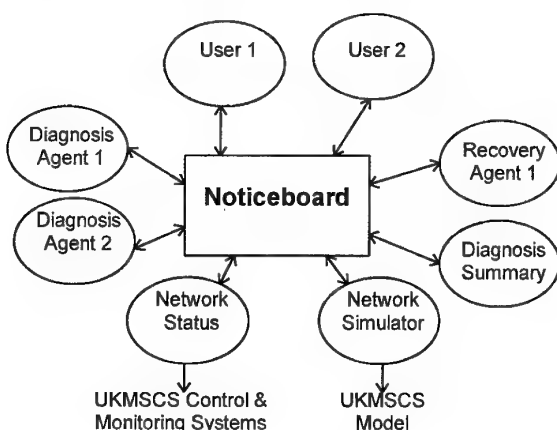 User 1
User 2
Diagnosis
Agent 1
Noticeboard
Recovery
Agent 1
Diagnosis
Agent 2
Diagnosis
Summary
Network
Status
Network
Simulator
UKMSCS Control &
Monitoring Systems
UKMSCS
Model